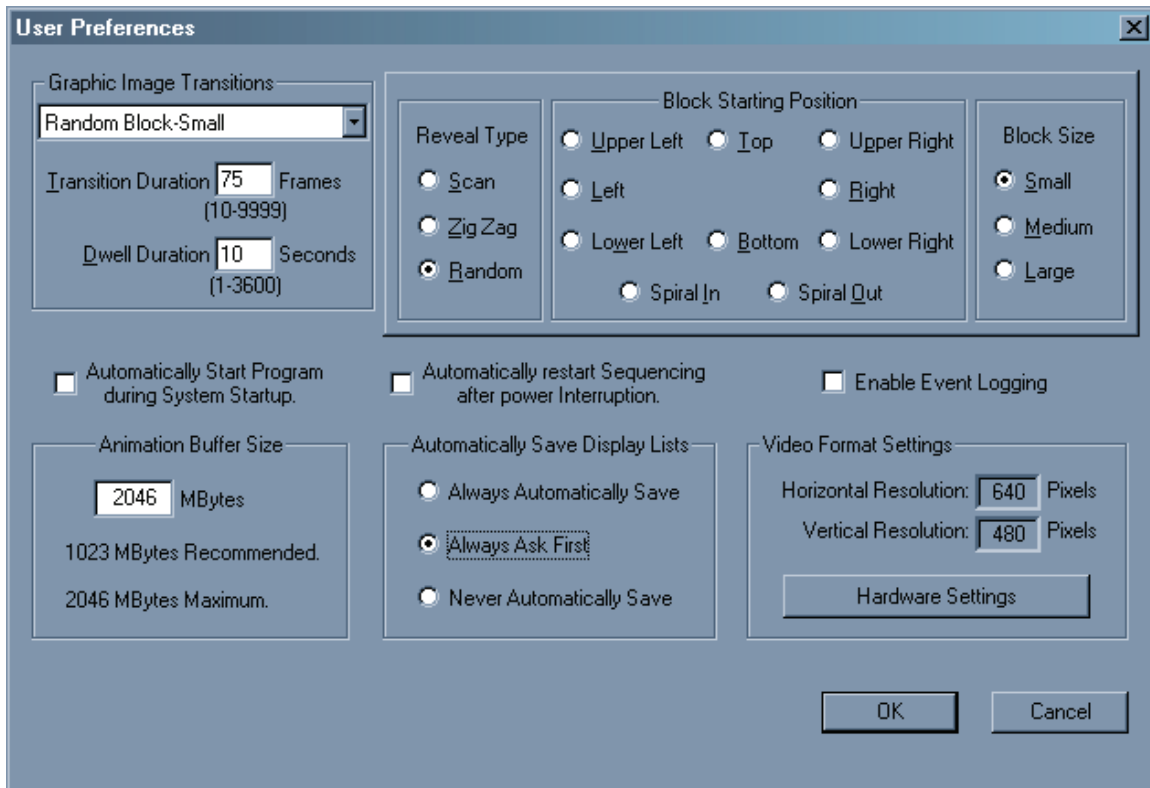 User Preferences
Graphic Image Transitions
Random Block-Small
Transition Duration 75 Frames
(10-9999)
Dwell Duration 10 Seconds
(1-3600)
Reveal Type
Scan
Zig Zag
Random
Block Starting Position
Upper Left Top Upper Right
Left Right
Lower Left Bottom Lower Right
Spiral In Spiral Out
Block Size
Small
Medium
Large
Automatically Start Program
during System Startup.
Automatically restart Sequencing
after power Interruption.
Enable Event Logging
Animation Buffer Size
2046 MBytes
1023 MBytes Recommended.
2046 MBytes Maximum.
Automatically Save Display Lists
Always Automatically Save
Always Ask First
Never Automatically Save
Video Format Settings
Horizontal Resolution: 640 Pixels
Vertical Resolution: 480 Pixels
Hardware Settings
OK Cancel